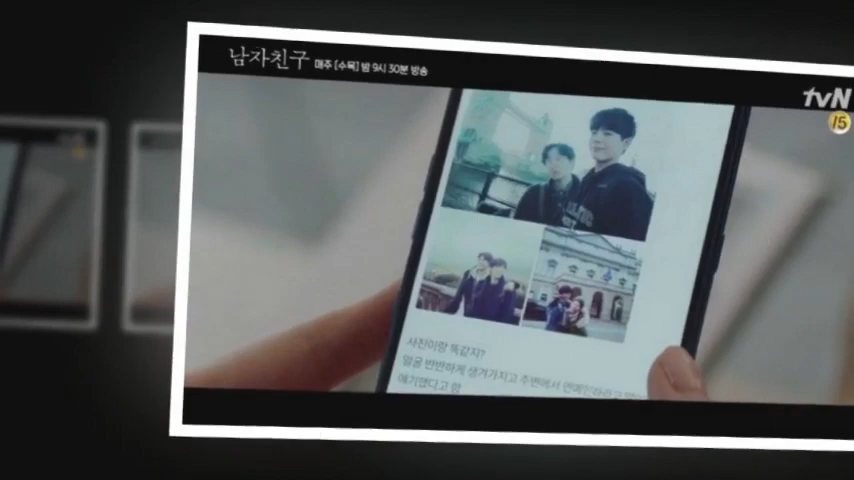 남자친구 매주 [수목] 밤 9시 30분 방송
tvN
15
사진이랑 똑같지?
얼굴 반반하게 생겨가지고 주변에서 연예인하라고
얘기했다고 함